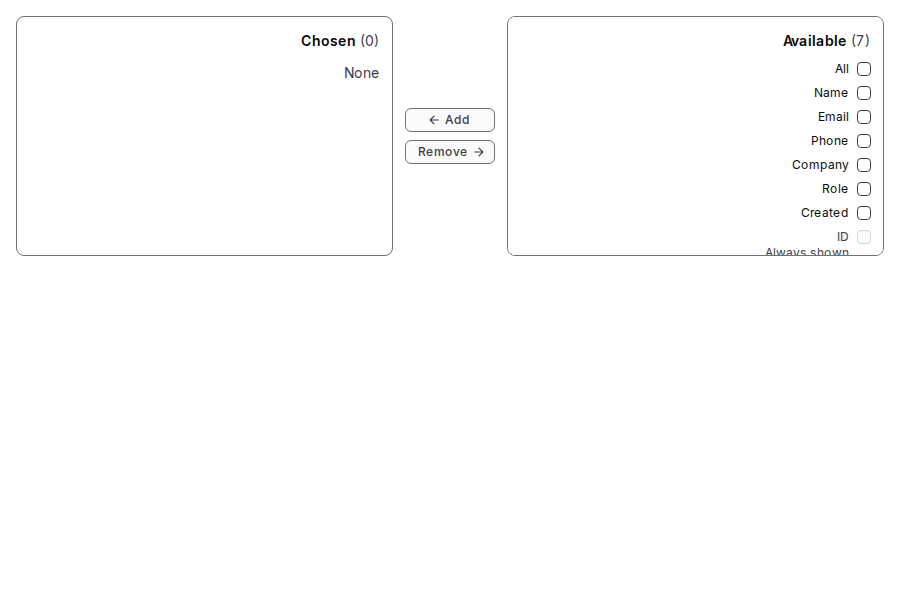 Available (7)
All
Name
Email
Phone
Company
Role
Created
ID
Always shown
Add
Remove
Chosen (0)
None